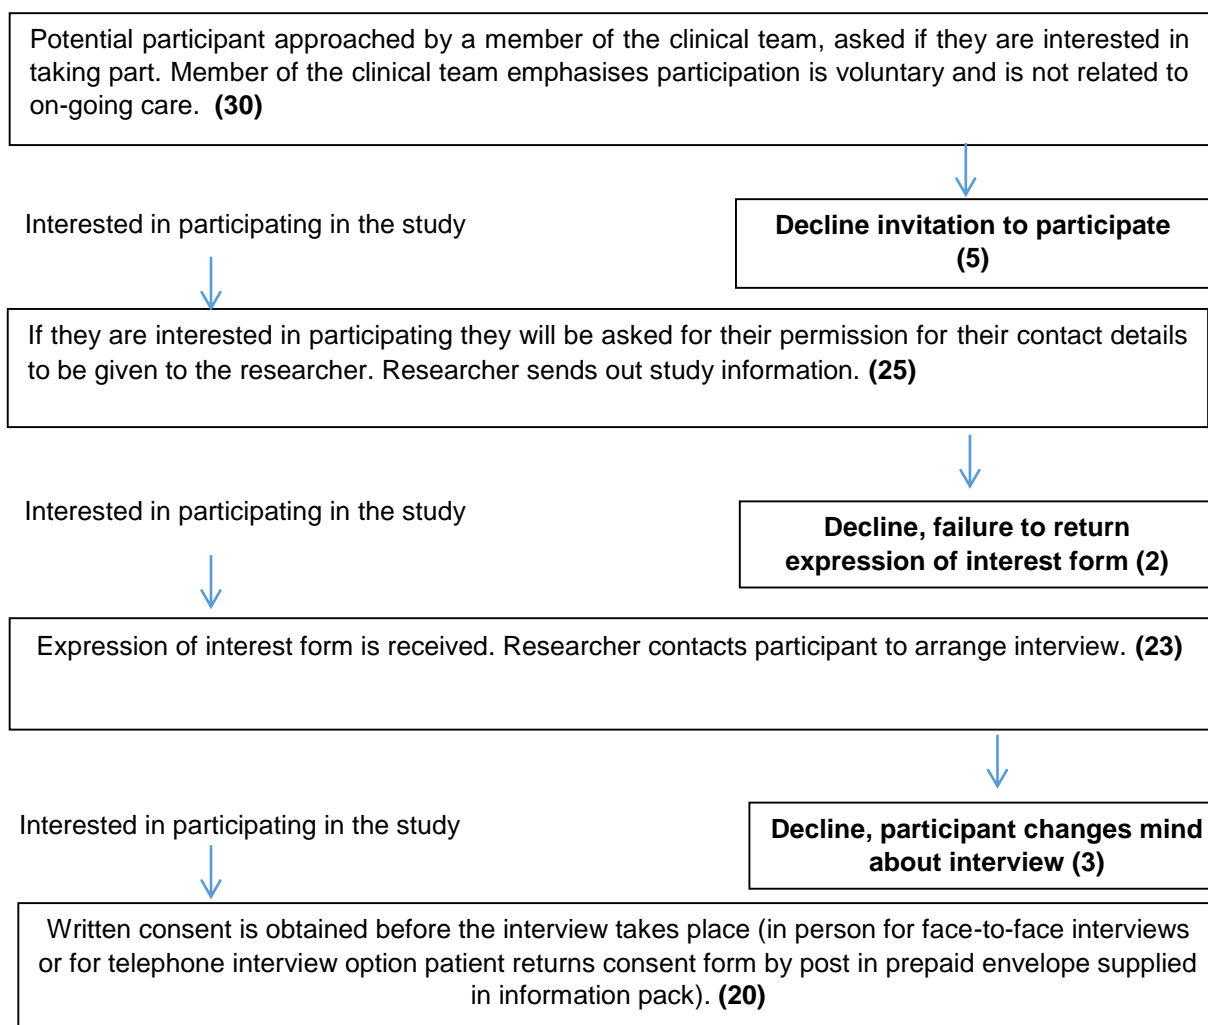 Potential participant approached by a member of the clinical team, asked if they are interested in
taking part. Member of the clinical team emphasises participation is voluntary and is not related to
on-going care.  (30)
Interested in participating in the study
Decline invitation to participate
(5)
If they are interested in participating they will be asked for their permission for their contact details
to be given to the researcher. Researcher sends out study information. (25)
Interested in participating in the study
Decline, failure to return
expression of interest form (2)
Expression of interest form is received. Researcher contacts participant to arrange interview. (23)
Interested in participating in the study
Decline, participant changes mind
about interview (3)
Written consent is obtained before the interview takes place (in person for face-to-face interviews
or for telephone interview option patient returns consent form by post in prepaid envelope supplied
in information pack). (20)